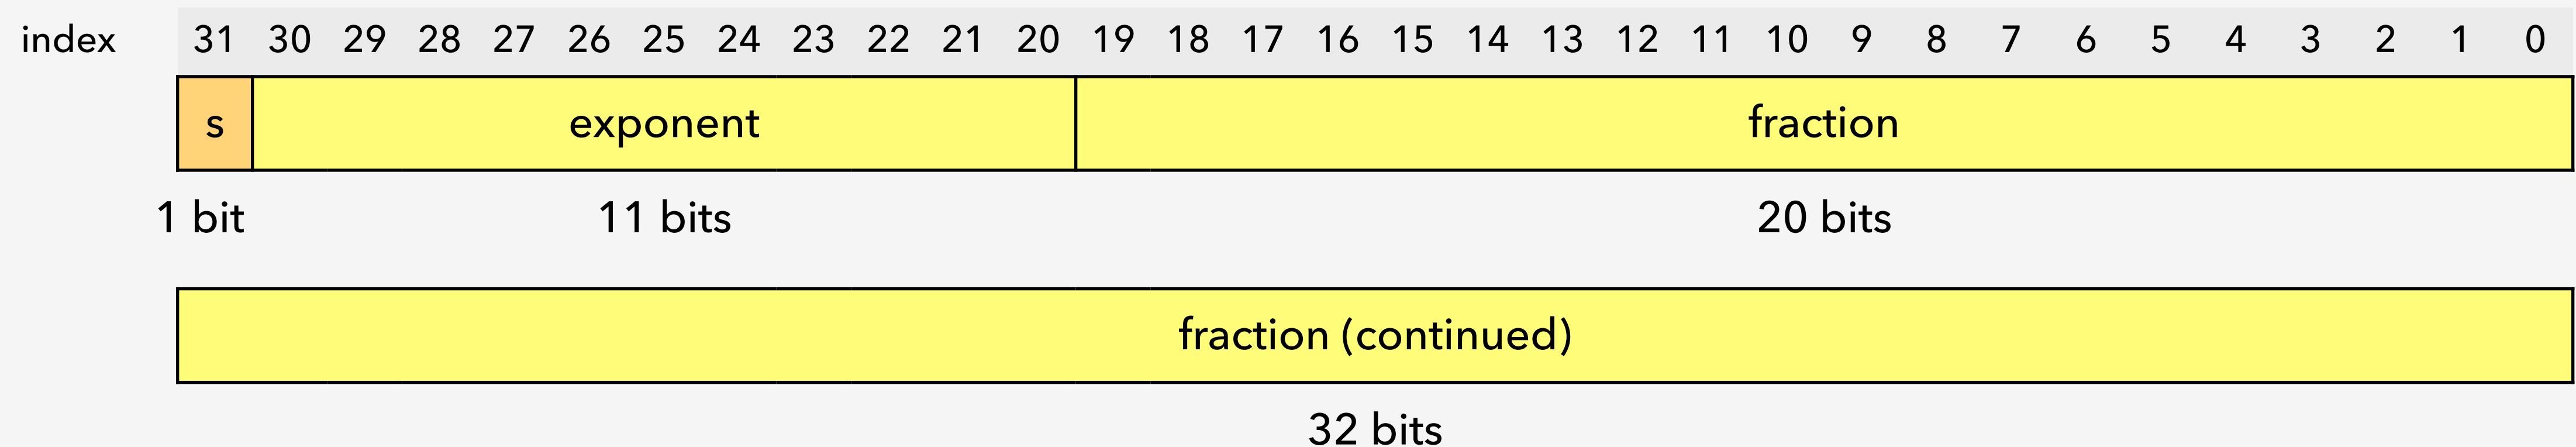 index 31 30 29 28 27 26 25 24 23 22 21 20 19 18 17 16 15 14 13 12 11 10 9 8 7 6 5 4 3 2 1 0
s exponent fraction
1 bit 11 bits 20 bits
fraction (continued)
32 bits